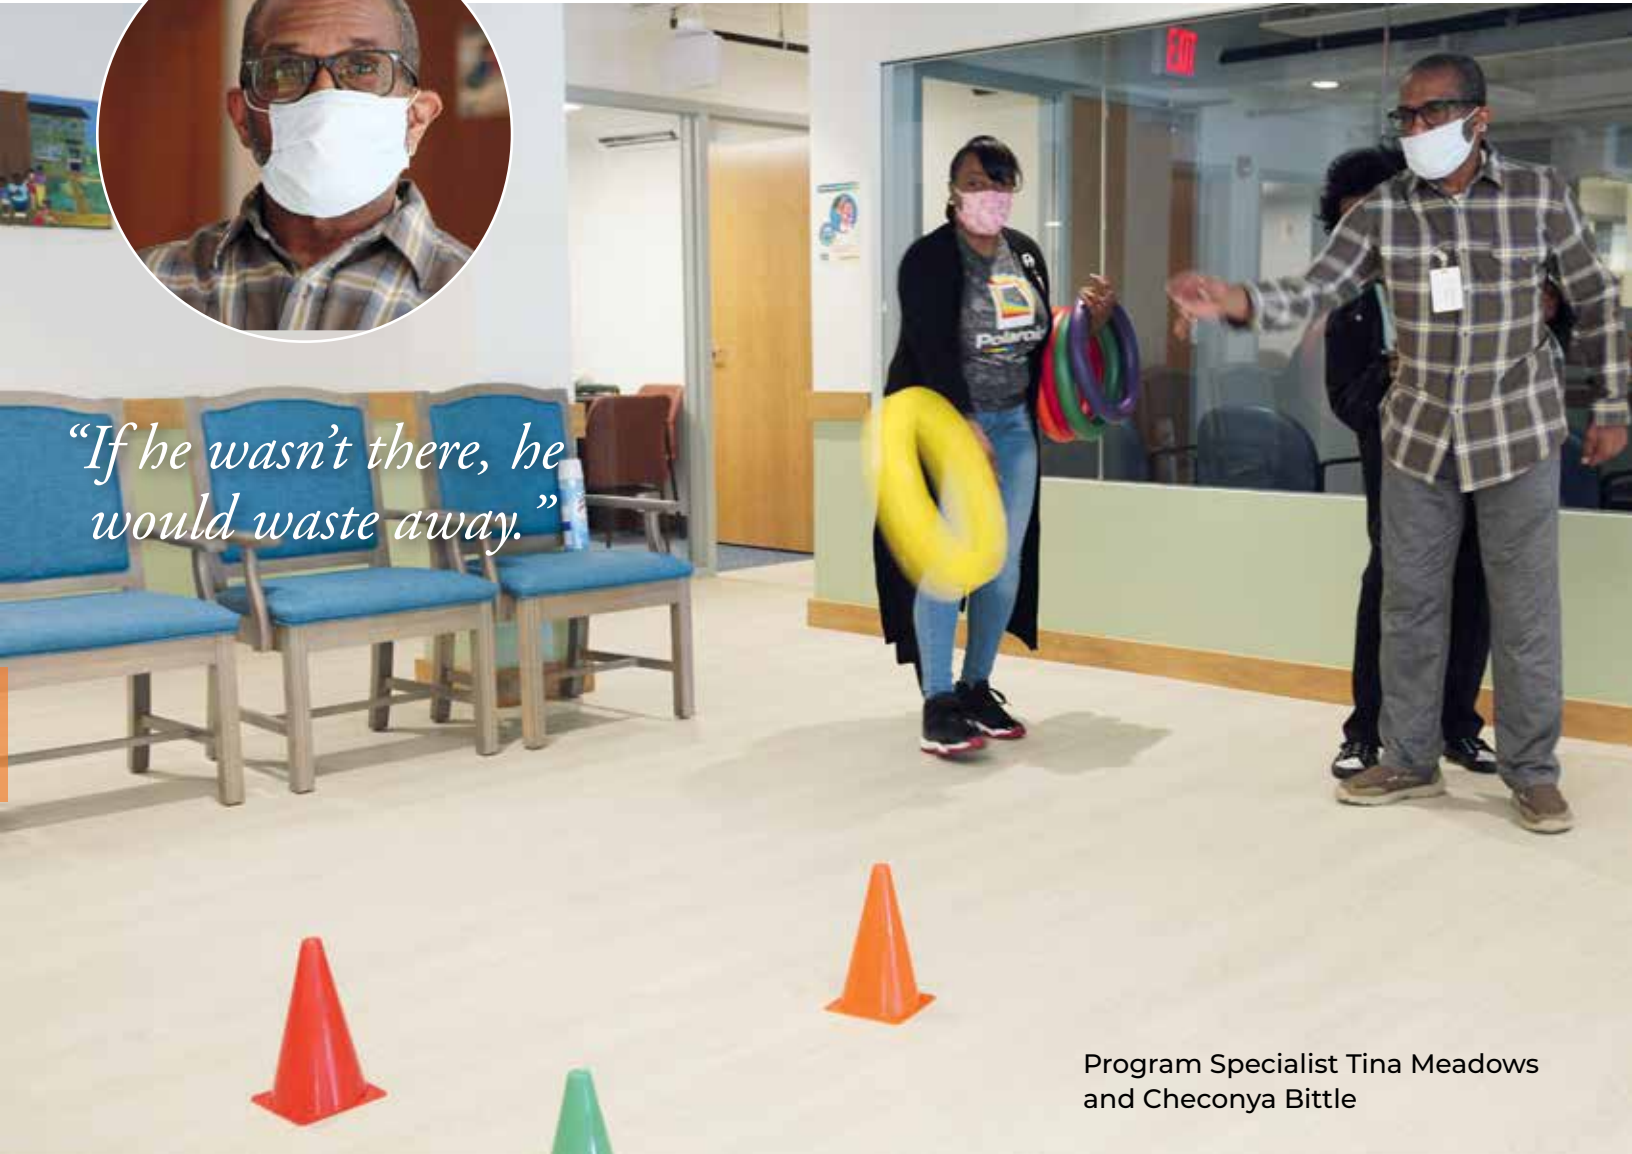 EXIT
Polaroid
“If he wasn’t there, he
would waste away.”
Program Specialist Tina Meadows
and Checonya Bittle